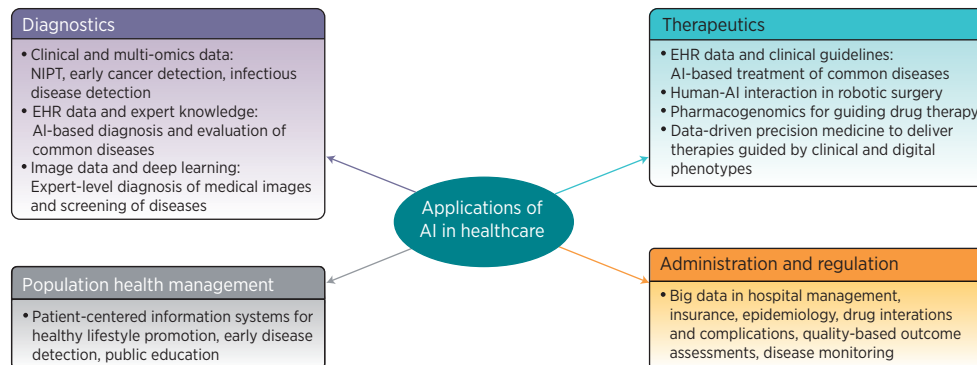 Diagnostics
• Clinical and multi-omics data:
NIPT, early cancer detection, infectious
disease detection
• EHR data and expert knowledge:
AI-based diagnosis and evaluation of
common diseases
• Image data and deep learning:
Expert-level diagnosis of medical images
and screening of diseases
Therapeutics
• EHR data and clinical guidelines:
AI-based treatment of common diseases
• Human-AI interaction in robotic surgery
• Pharmacogenomics for guiding drug therapy
• Data-driven precision medicine to deliver
therapies guided by clinical and digital
phenotypes
Applications of
AI in healthcare
Population health management
• Patient-centered information systems for
healthy lifestyle promotion, early disease
detection, public education
Administration and regulation
• Big data in hospital management,
insurance, epidemiology, drug interations
and complications, quality-based outcome
assessments, disease monitoring